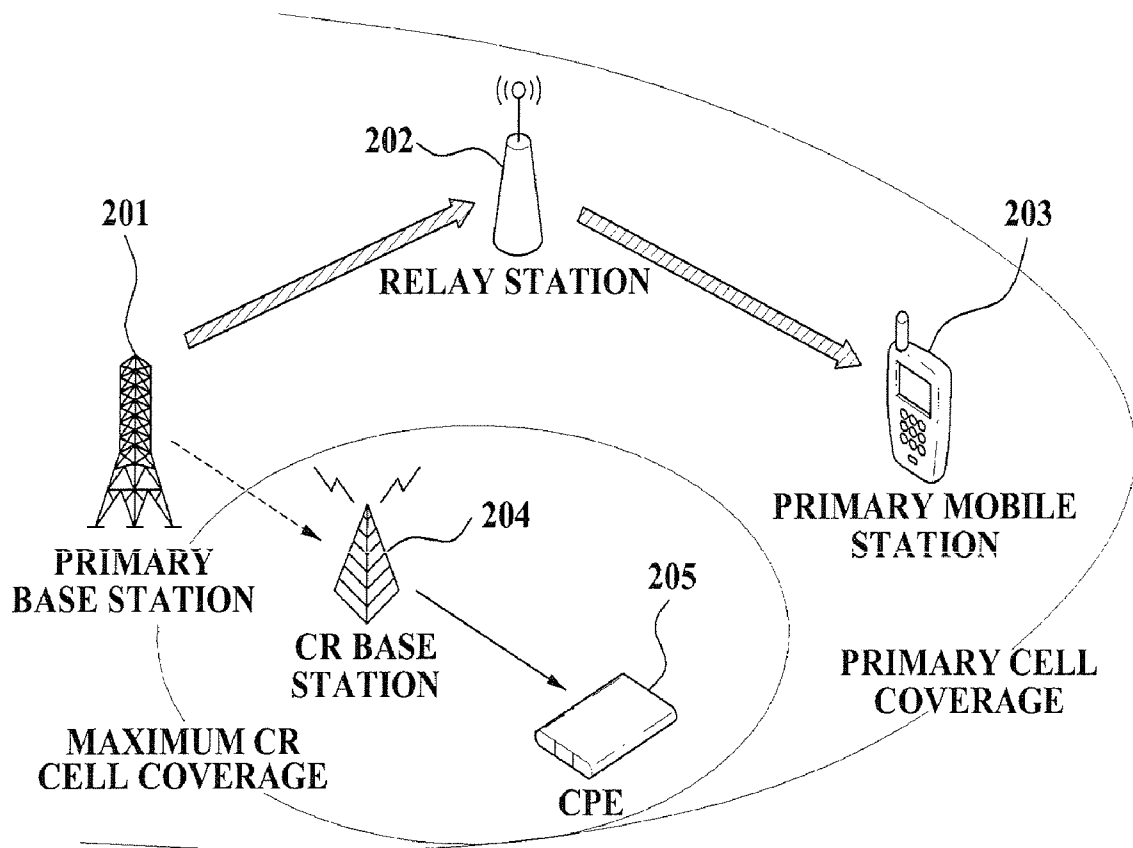 202
201
203
RELAY STATION
204
PRIMARY MOBILE
STATION
PRIMARY
BASE STATION
205
CR BASE
STATION
PRIMARY CELL
COVERAGE
MAXIMUM CR
CELL COVERAGE
CPE